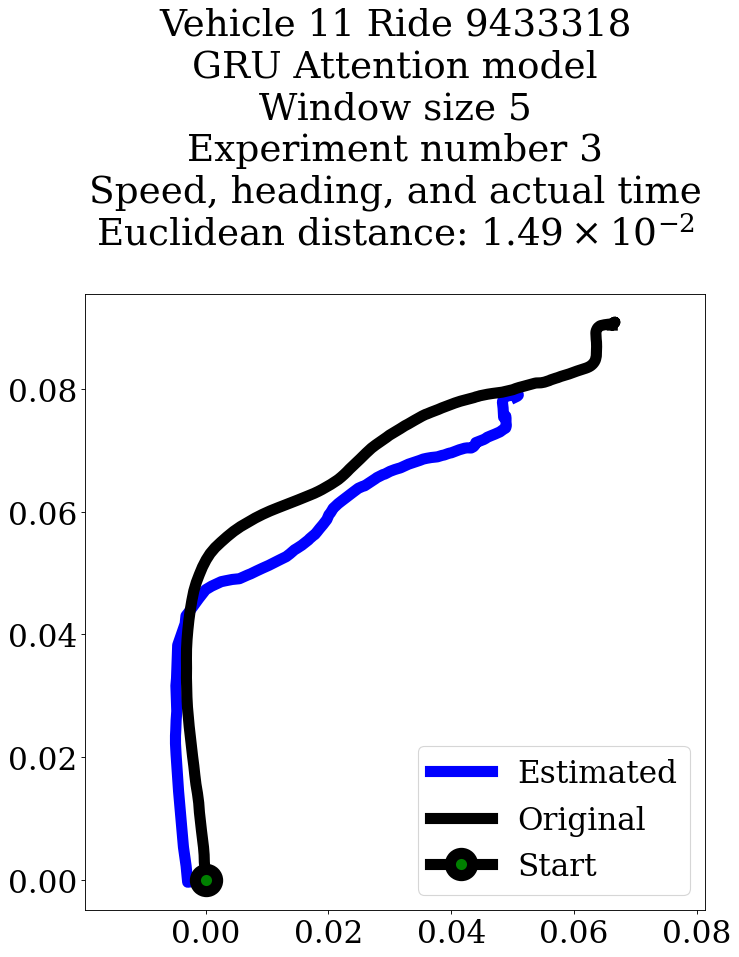 Vehicle 11 Ride 9433318
GRU Attention model
Window size 5
Experiment number 3
Speed, heading, and actual time
Euclidean distance: 1.49 × 10⁻²
0.08
0.06
0.04
0.02
0.00
Estimated
Original
Start
0.00 0.02 0.04 0.06 0.08